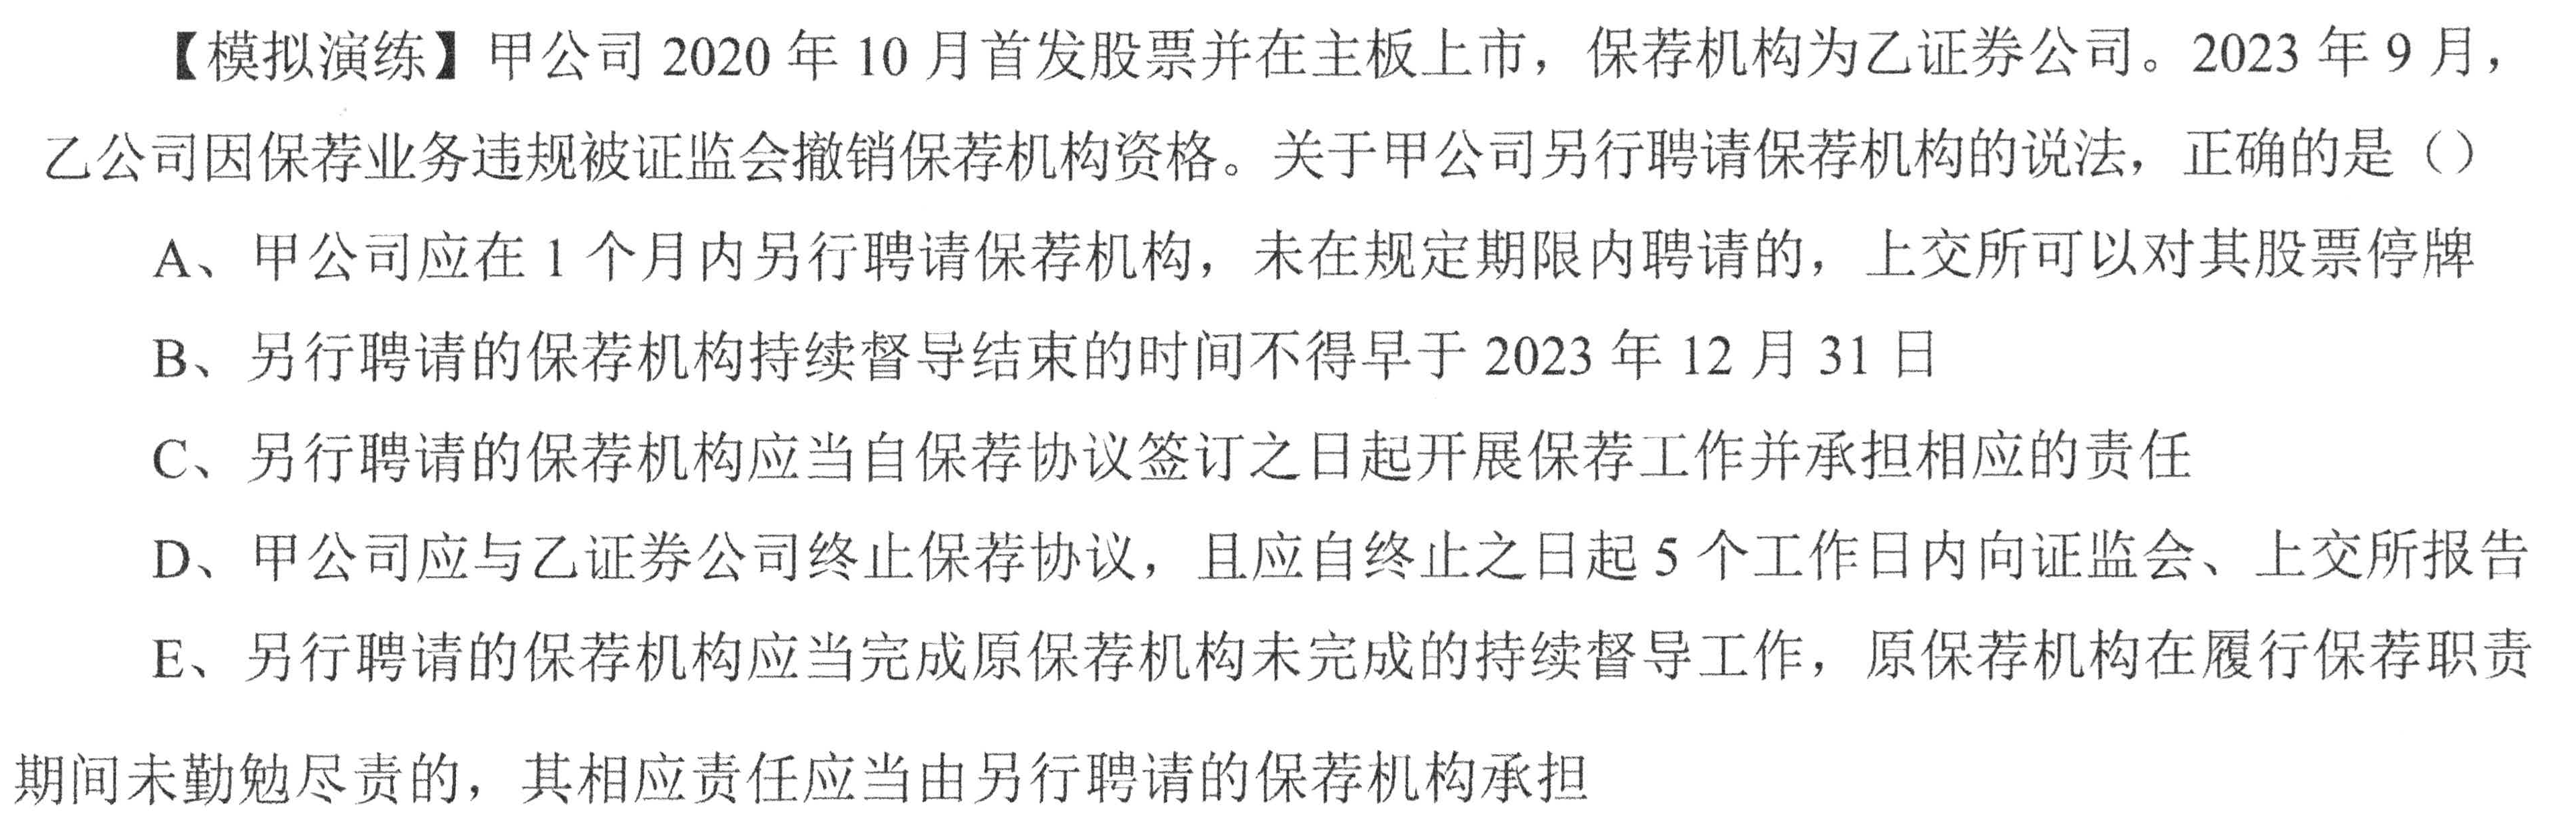 【模拟演练】甲公司 2020 年 10 月首发股票并在主板上市，保荐机构为乙证券公司。2023 年 9 月，
乙公司因保荐业务违规被证监会撤销保荐机构资格。关于甲公司另行聘请保荐机构的说法，正确的是（）
A、甲公司应在 1 个月内另行聘请保荐机构，未在规定期限内聘请的，上交所可以对其股票停牌
B、另行聘请的保荐机构持续督导结束的时间不得早于 2023 年 12 月 31 日
C、另行聘请的保荐机构应当自保荐协议签订之日起开展保荐工作并承担相应的责任
D、甲公司应与乙证券公司终止保荐协议，且应自终止之日起 5 个工作日内向证监会、上交所报告
E、另行聘请的保荐机构应当完成原保荐机构未完成的持续督导工作，原保荐机构在履行保荐职责
期间未勤勉尽责的，其相应责任应当由另行聘请的保荐机构承担